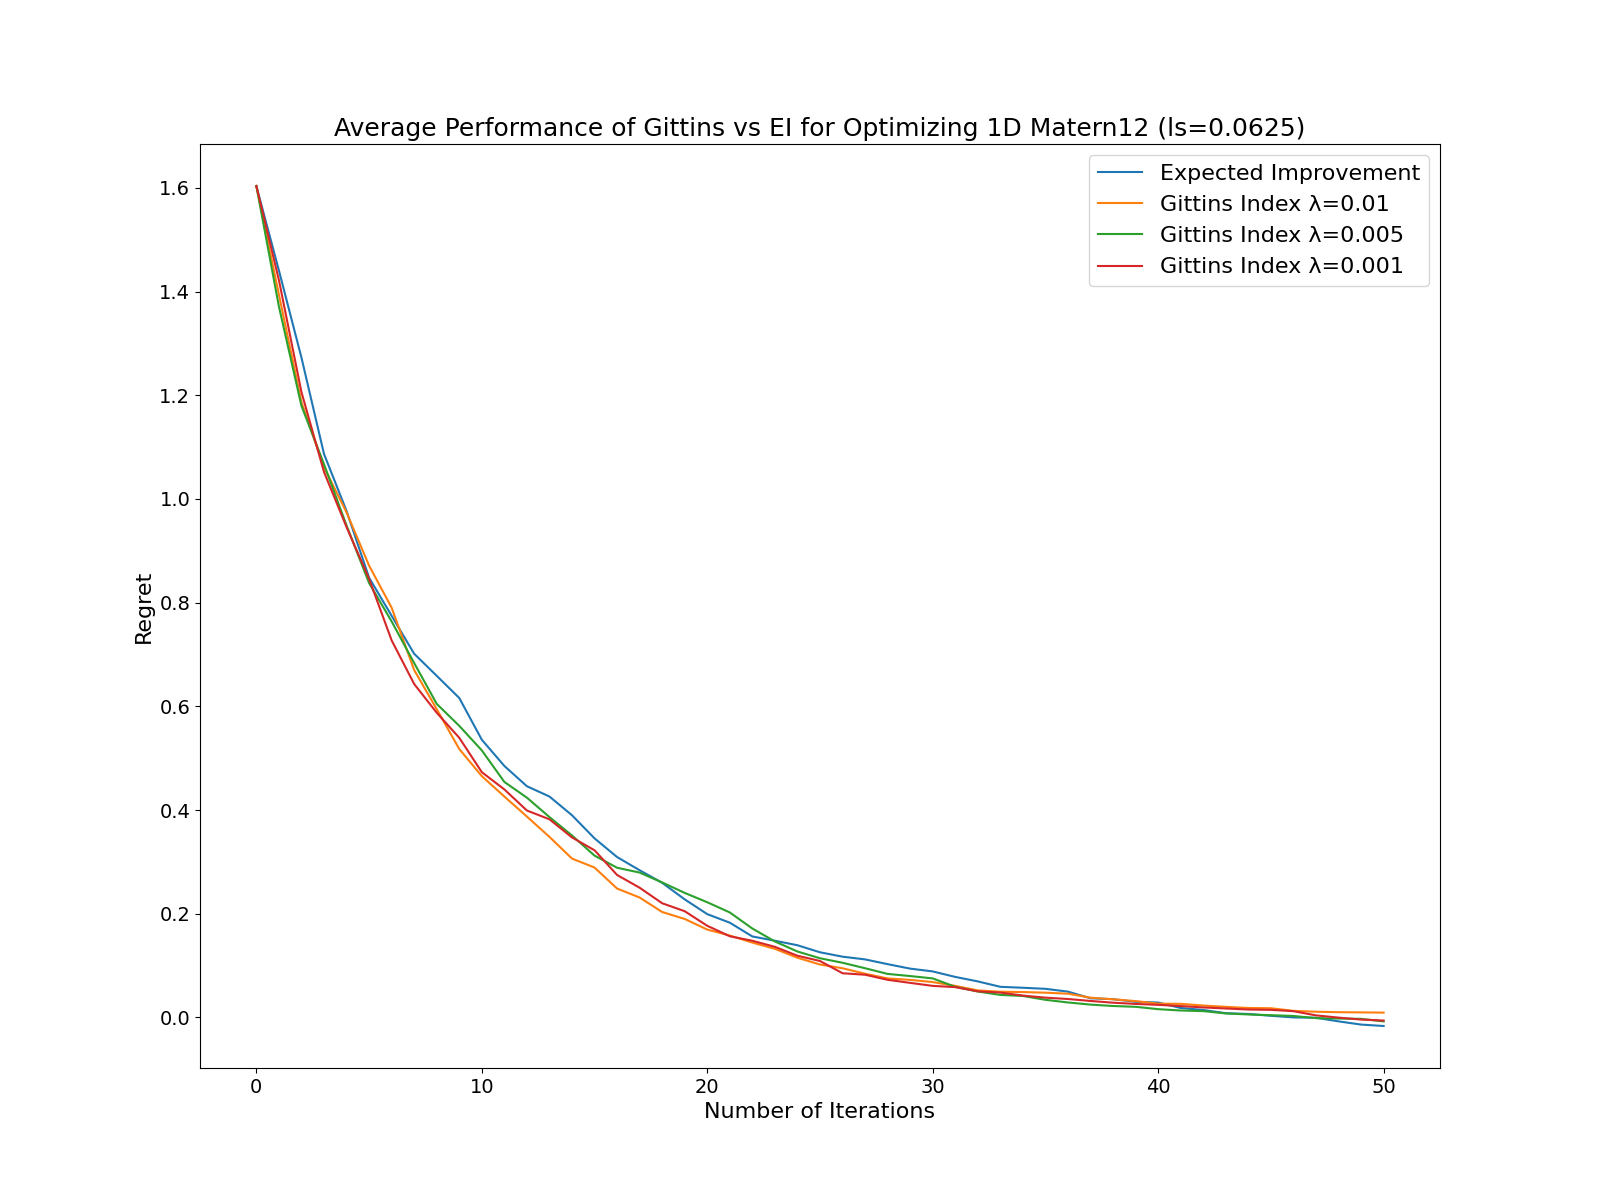 Average Performance of Gittins vs EI for Optimizing 1D Matern12 (ls=0.0625)
Expected Improvement
Gittins Index λ=0.01
Gittins Index λ=0.005
Gittins Index λ=0.001
1.6
1.4
1.2
1.0
0.8
0.6
0.4
0.2
0.0
Regret
0 10 20 30 40 50
Number of Iterations